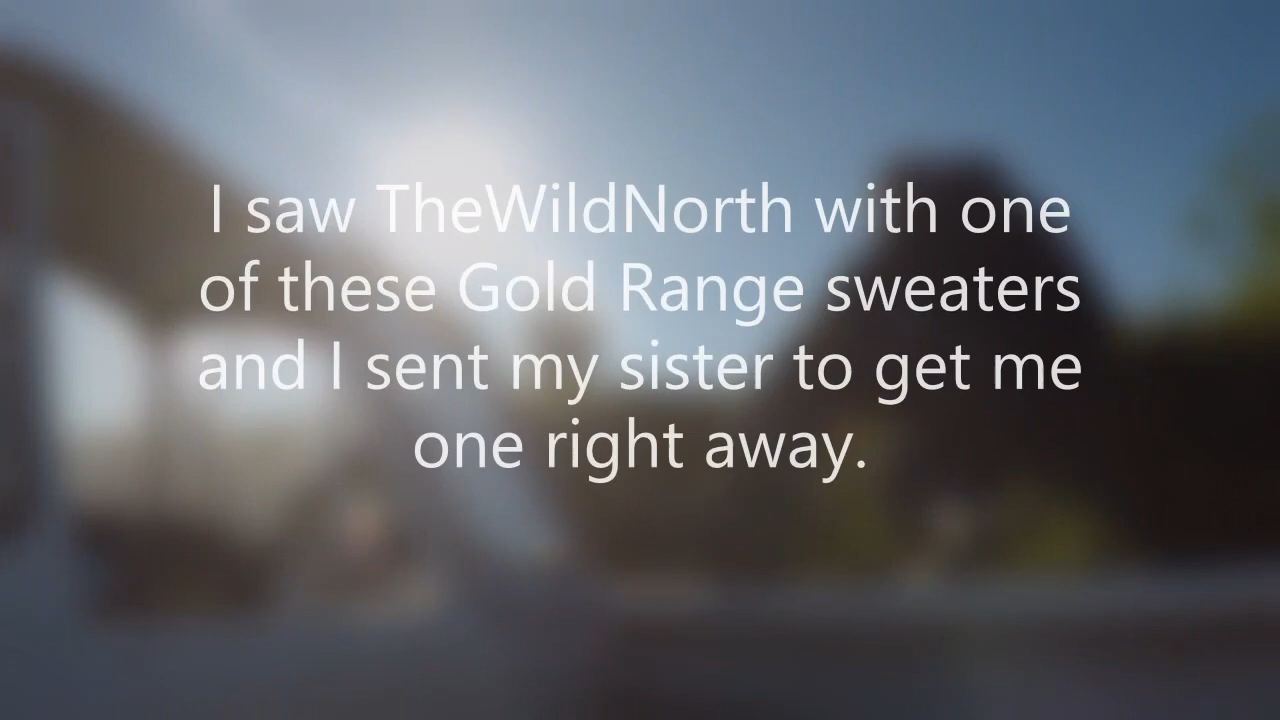 I saw TheWildNorth with one
of these Gold Range sweaters
and I sent my sister to get me
one right away.